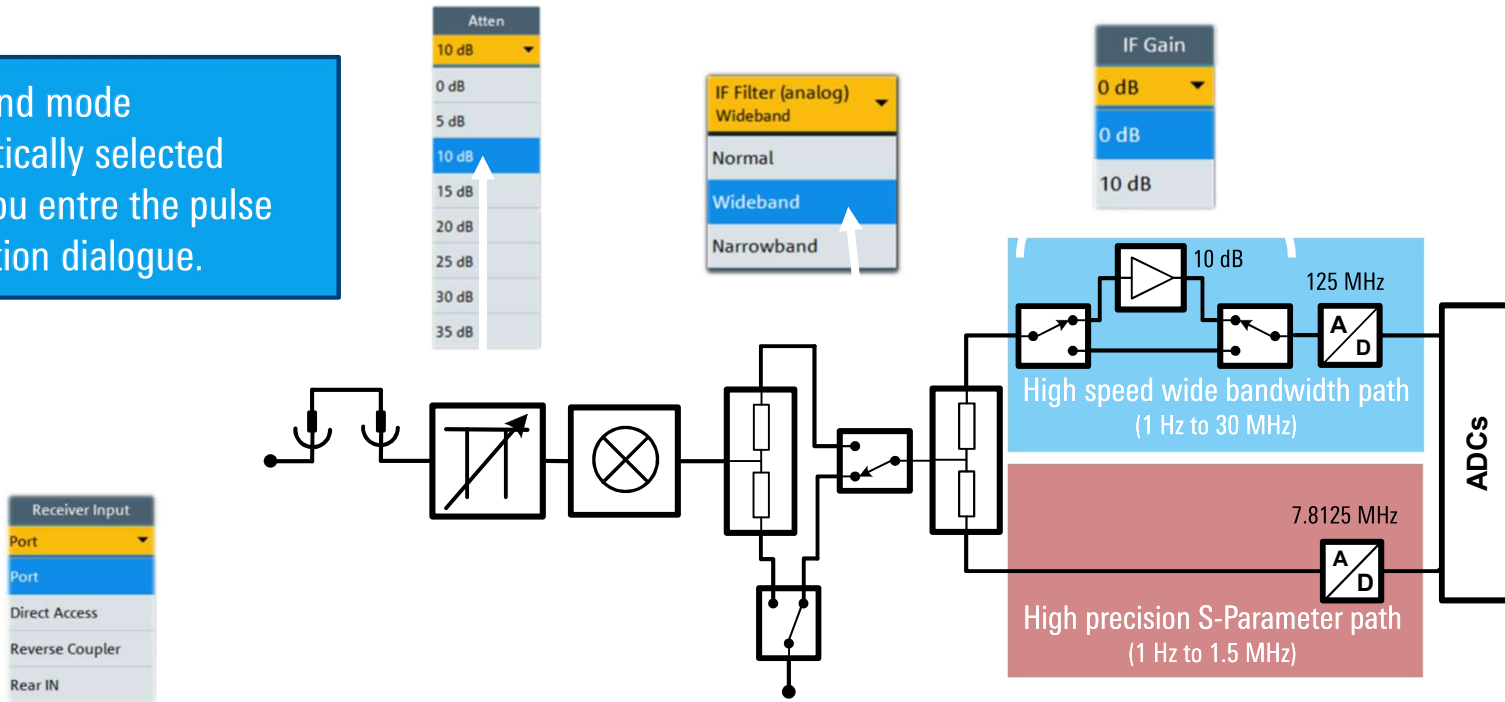 nd mode
tically selected
ou entre the pulse
tion dialogue.
Atten
10 dB
0 dB
5 dB
10 dB
15 dB
20 dB
25 dB
30 dB
35 dB
IF Filter (analog)
Wideband
Normal
Wideband
Narrowband
IF Gain
0 dB
0 dB
10 dB
10 dB
125 MHz
A
D
High speed wide bandwidth path
(1 Hz to 30 MHz)
ADCs
7.8125 MHz
A
D
High precision S-Parameter path
(1 Hz to 1.5 MHz)
Receiver Input
Port
Port
Direct Access
Reverse Coupler
Rear IN